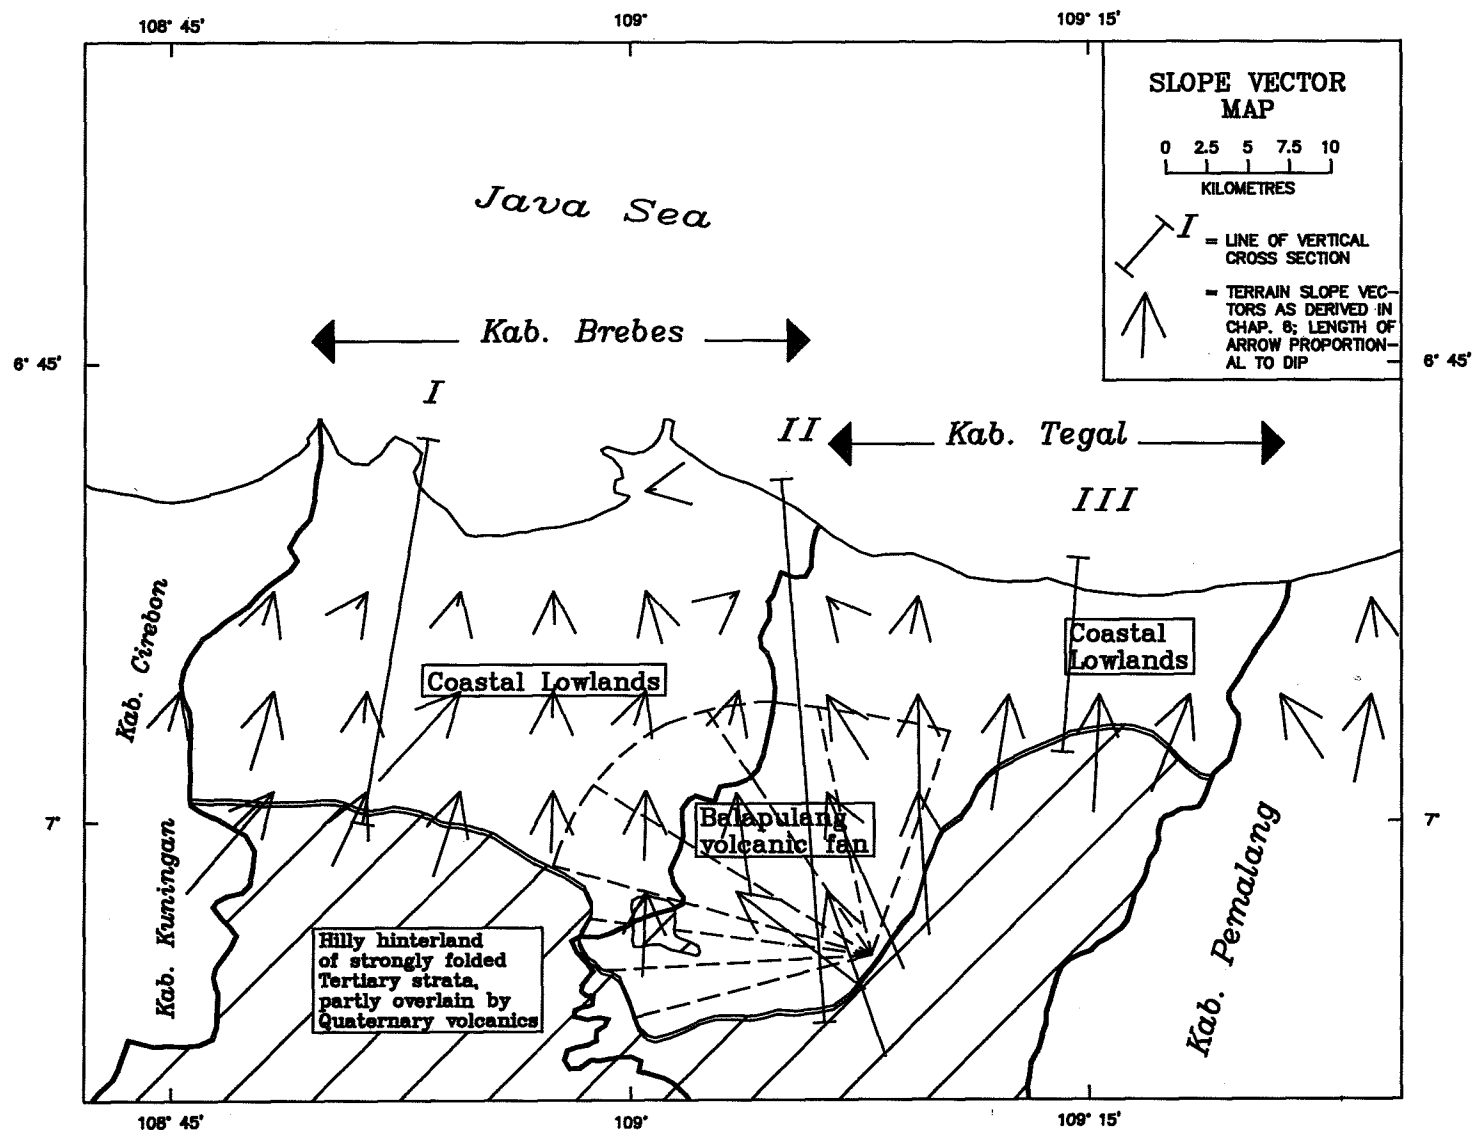 108° 45'
109°
109° 15'
SLOPE VECTOR
MAP
0 2.5 5 7.5 10
KILOMETRES
I
= LINE OF VERTICAL
CROSS SECTION
= TERRAIN SLOPE VEC-
TORS AS DERIVED IN
CHAP. 6; LENGTH OF
ARROW PROPORTION-
AL TO DIP
Java Sea
Kab. Brebes
6° 45'
6° 45'
I
II
Kab. Tegal
III
Kab. Cirebon
Coastal
Lowlands
Coastal Lowlands
7°
7°
Balapulang
volcanic fan
Kab. Kuningan
Kab. Pemalang
Hilly hinterland
of strongly folded
Tertiary strata,
partly overlain by
Quaternary volcanics
108° 45'
109°
109° 15'